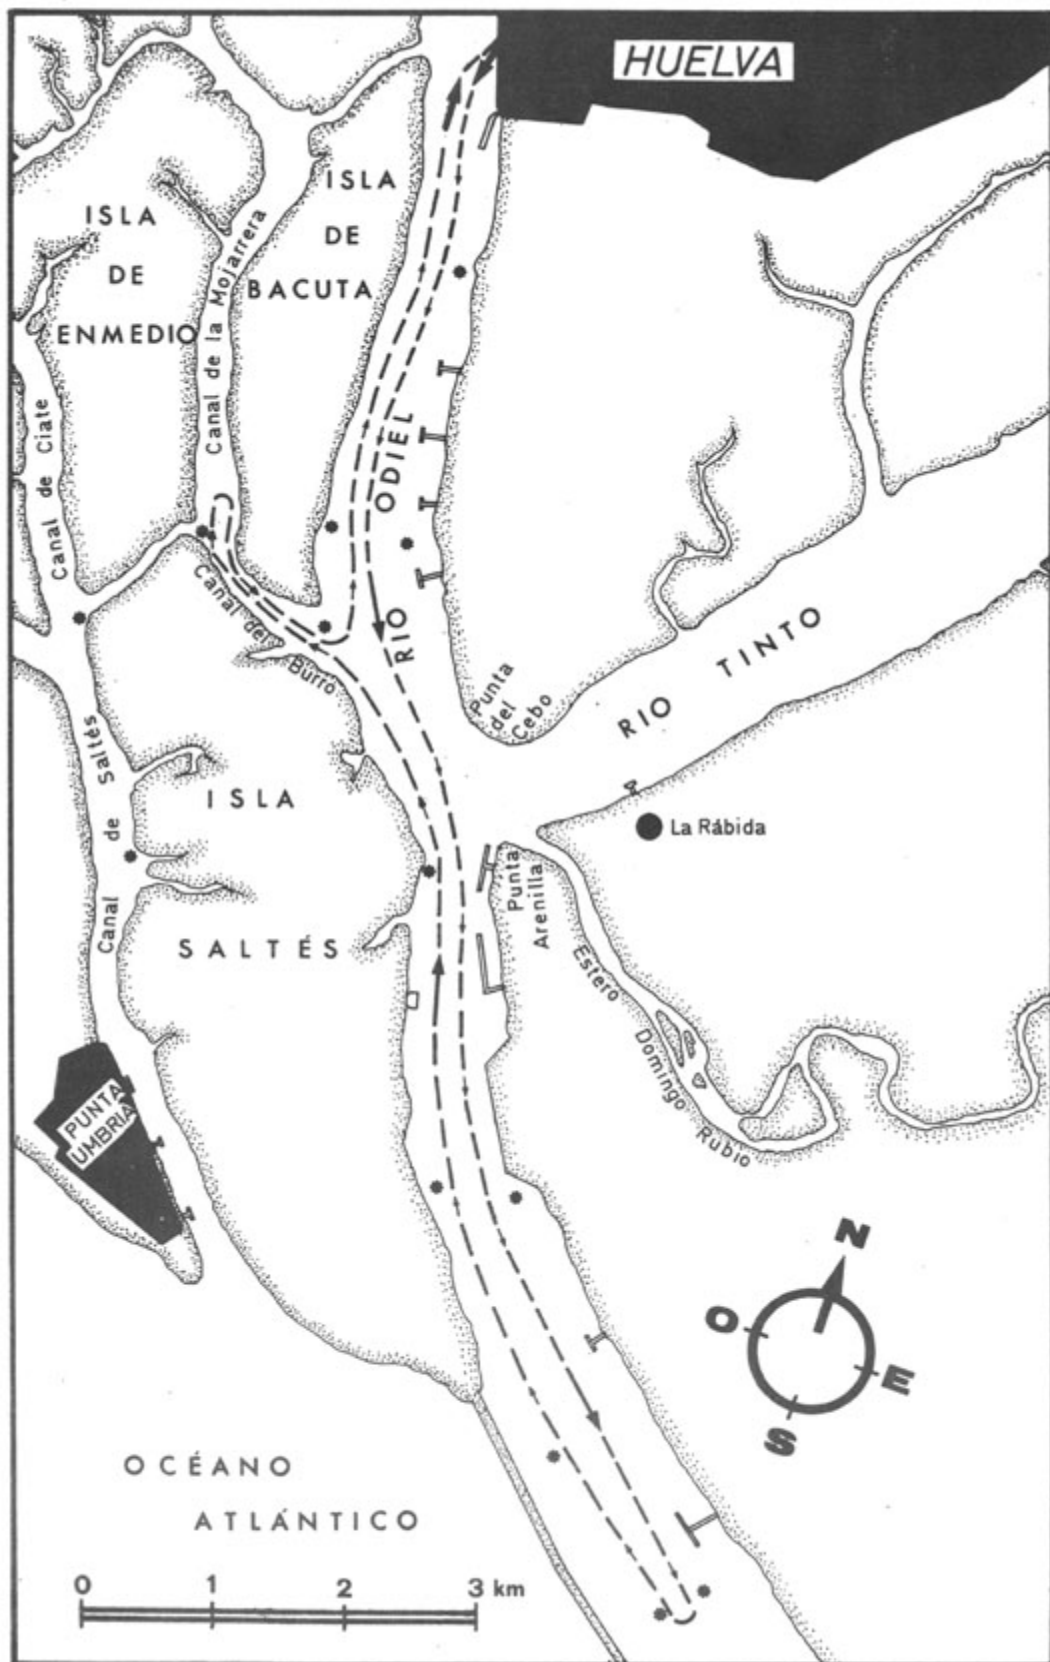 HUELVA
ISLA
DE
ENMEDIO
Canal de la Mojarrera
ISLA
DE
BACUTA
Canal de Ciate
RIO ODIEL
Canal del Burro
Punta
del
Cebo
RIO TINTO
La Rábida
Canal de Saltés
ISLA
SALTÉS
Punta
Arenilla
Estero Domingo Rubio
PUNTA
UMBRIA
N
O
E
S
OCÉANO
ATLÁNTICO
0 1 2 3 km